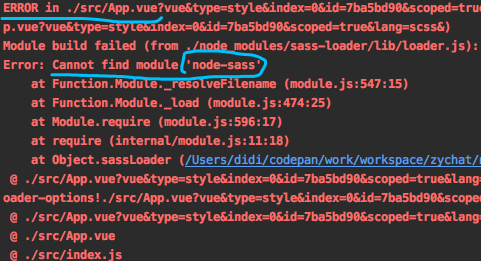 ERROR in ./src/App.vue?vue&type=style&index=0&id=7ba5bd90&scoped=true
p.vue?vue&type=style&index=0&id=7ba5bd90&scoped=true&lang=scss&)
Module build failed (from ./node_modules/sass-loader/lib/loader.js):
Error: Cannot find module 'node-sass'
at Function.Module._resolveFilename (module.js:547:15)
at Function.Module._load (module.js:474:25)
at Module.require (module.js:596:17)
at require (internal/module.js:11:18)
at Object.sassLoader (/Users/didi/codepan/work/workspace/zychat/
@ ./src/App.vue?vue&type=style&index=0&id=7ba5bd90&scoped=true&lang=
oader-options!./src/App.vue?vue&type=style&index=0&id=7ba5bd90&scope
@ ./src/App.vue?vue&type=style&index=0&id=7ba5bd90&scoped=true&lang=
@ ./src/App.vue
@ ./src/index.js